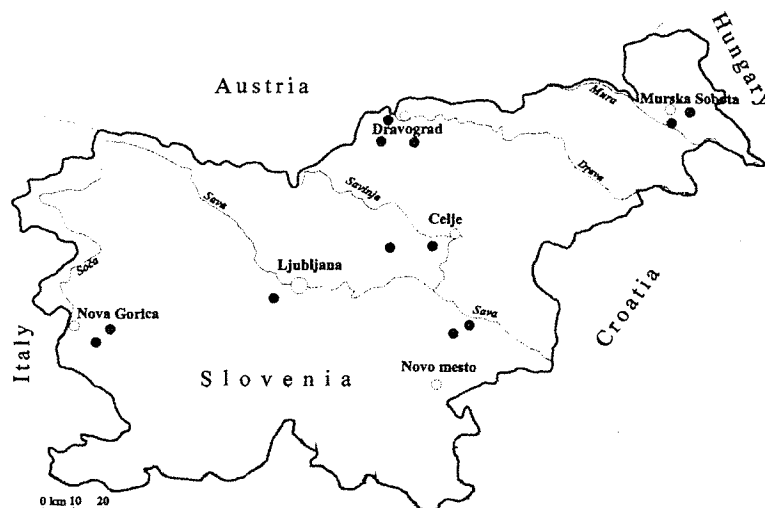 Hungary
Austria
Mura
Murska Sobota
Dravograd
Drava
Savinja
Sava
Celje
Ljubljana
Soča
Nova Gorica
Sava
Croatia
Italy
Slovenia
Novo mesto
0 km 10 20